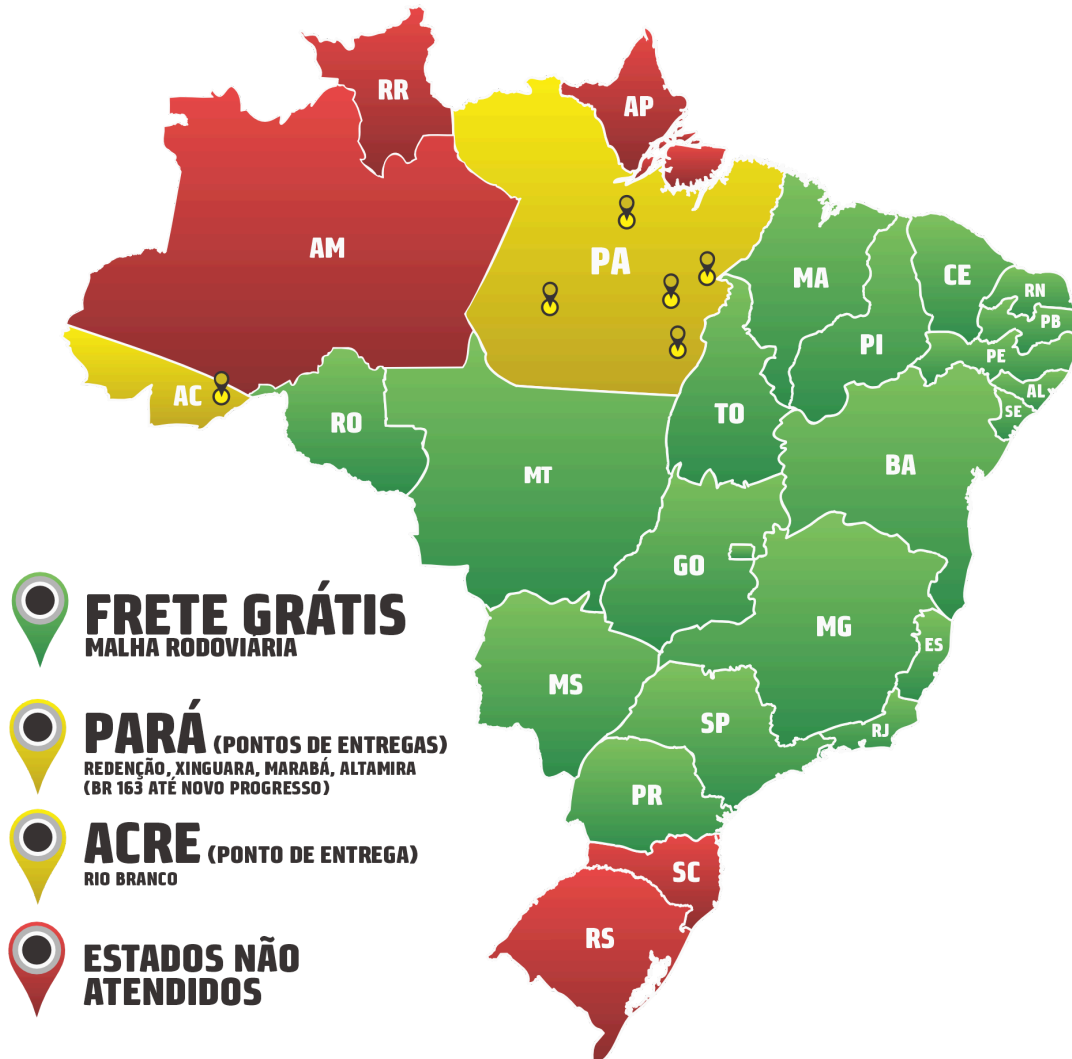 RR
AP
AM
PA
MA
CE
RN
PB
PI
PE
AC
AL
SE
TO
RO
BA
MT
GO
FRETE GRÁTIS
MALHA RODOVIÁRIA
MG
ES
MS
SP
RJ
PARÁ (PONTOS DE ENTREGAS)
REDENÇÃO, XINGUARA, MARABÁ, ALTAMIRA
(BR 163 ATÉ NOVO PROGRESSO)
PR
ACRE (PONTO DE ENTREGA)
RIO BRANCO
SC
RS
ESTADOS NÃO
ATENDIDOS